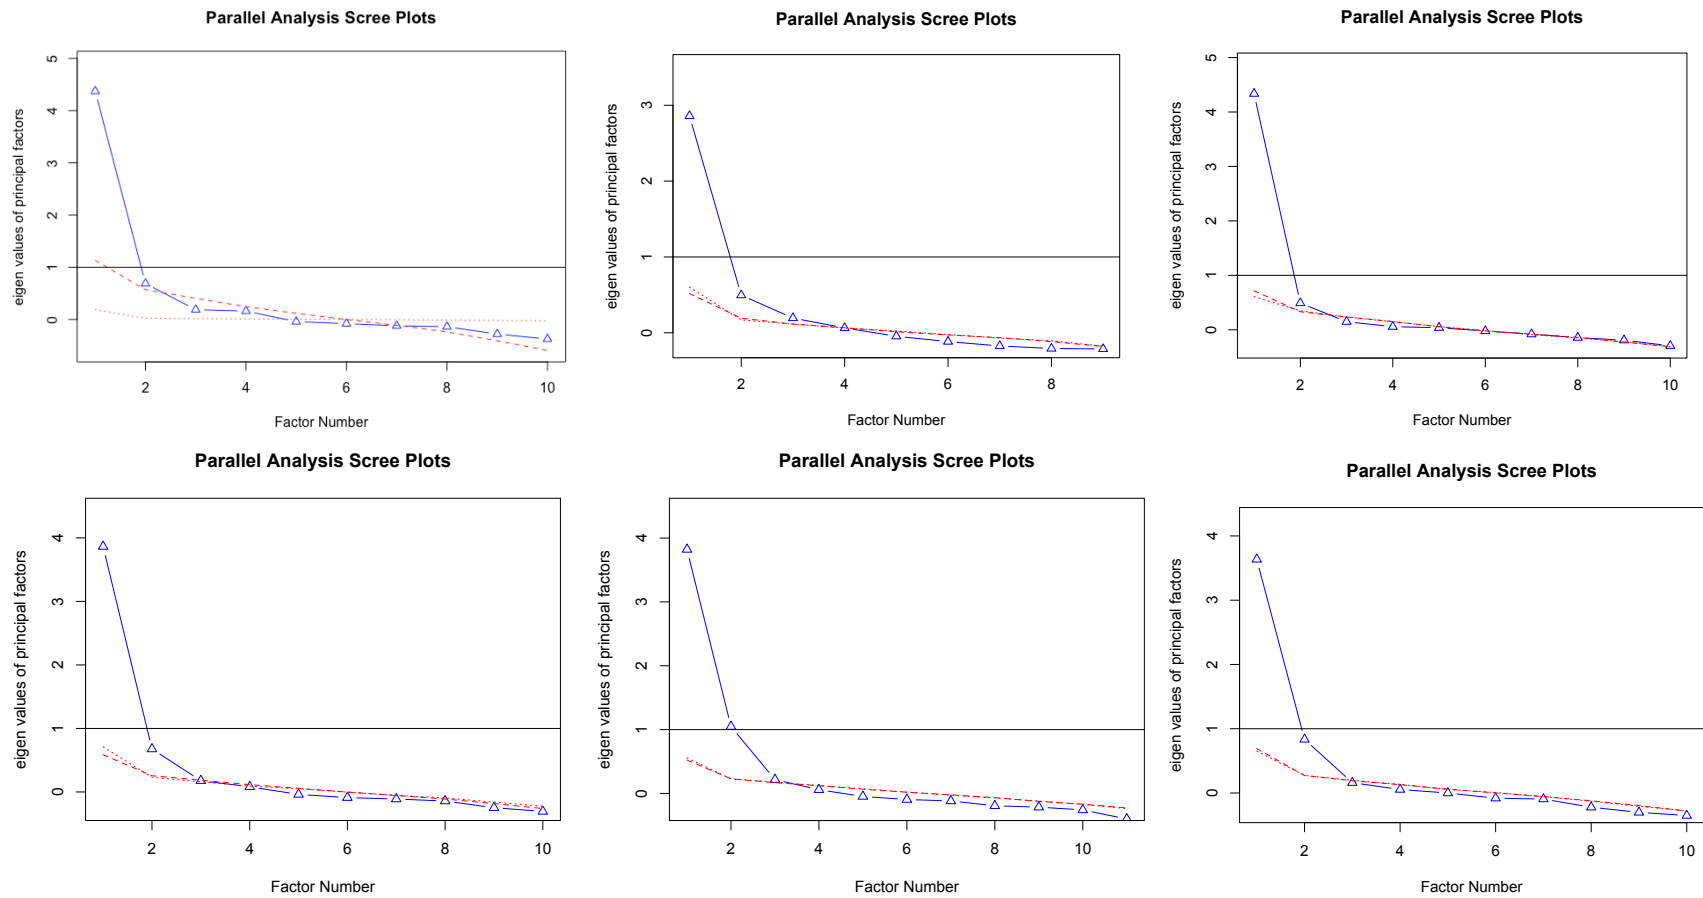 Parallel Analysis Scree Plots
eigen values of principal factors
5
4
3
2
1
0
2 4 6 8 10
Factor Number
Parallel Analysis Scree Plots
eigen values of principal factors
3
2
1
0
2 4 6 8
Factor Number
Parallel Analysis Scree Plots
eigen values of principal factors
5
4
3
2
1
0
2 4 6 8 10
Factor Number
Parallel Analysis Scree Plots
eigen values of principal factors
4
3
2
1
0
2 4 6 8 10
Factor Number
Parallel Analysis Scree Plots
eigen values of principal factors
4
3
2
1
0
2 4 6 8 10
Factor Number
Parallel Analysis Scree Plots
eigen values of principal factors
4
3
2
1
0
2 4 6 8 10
Factor Number